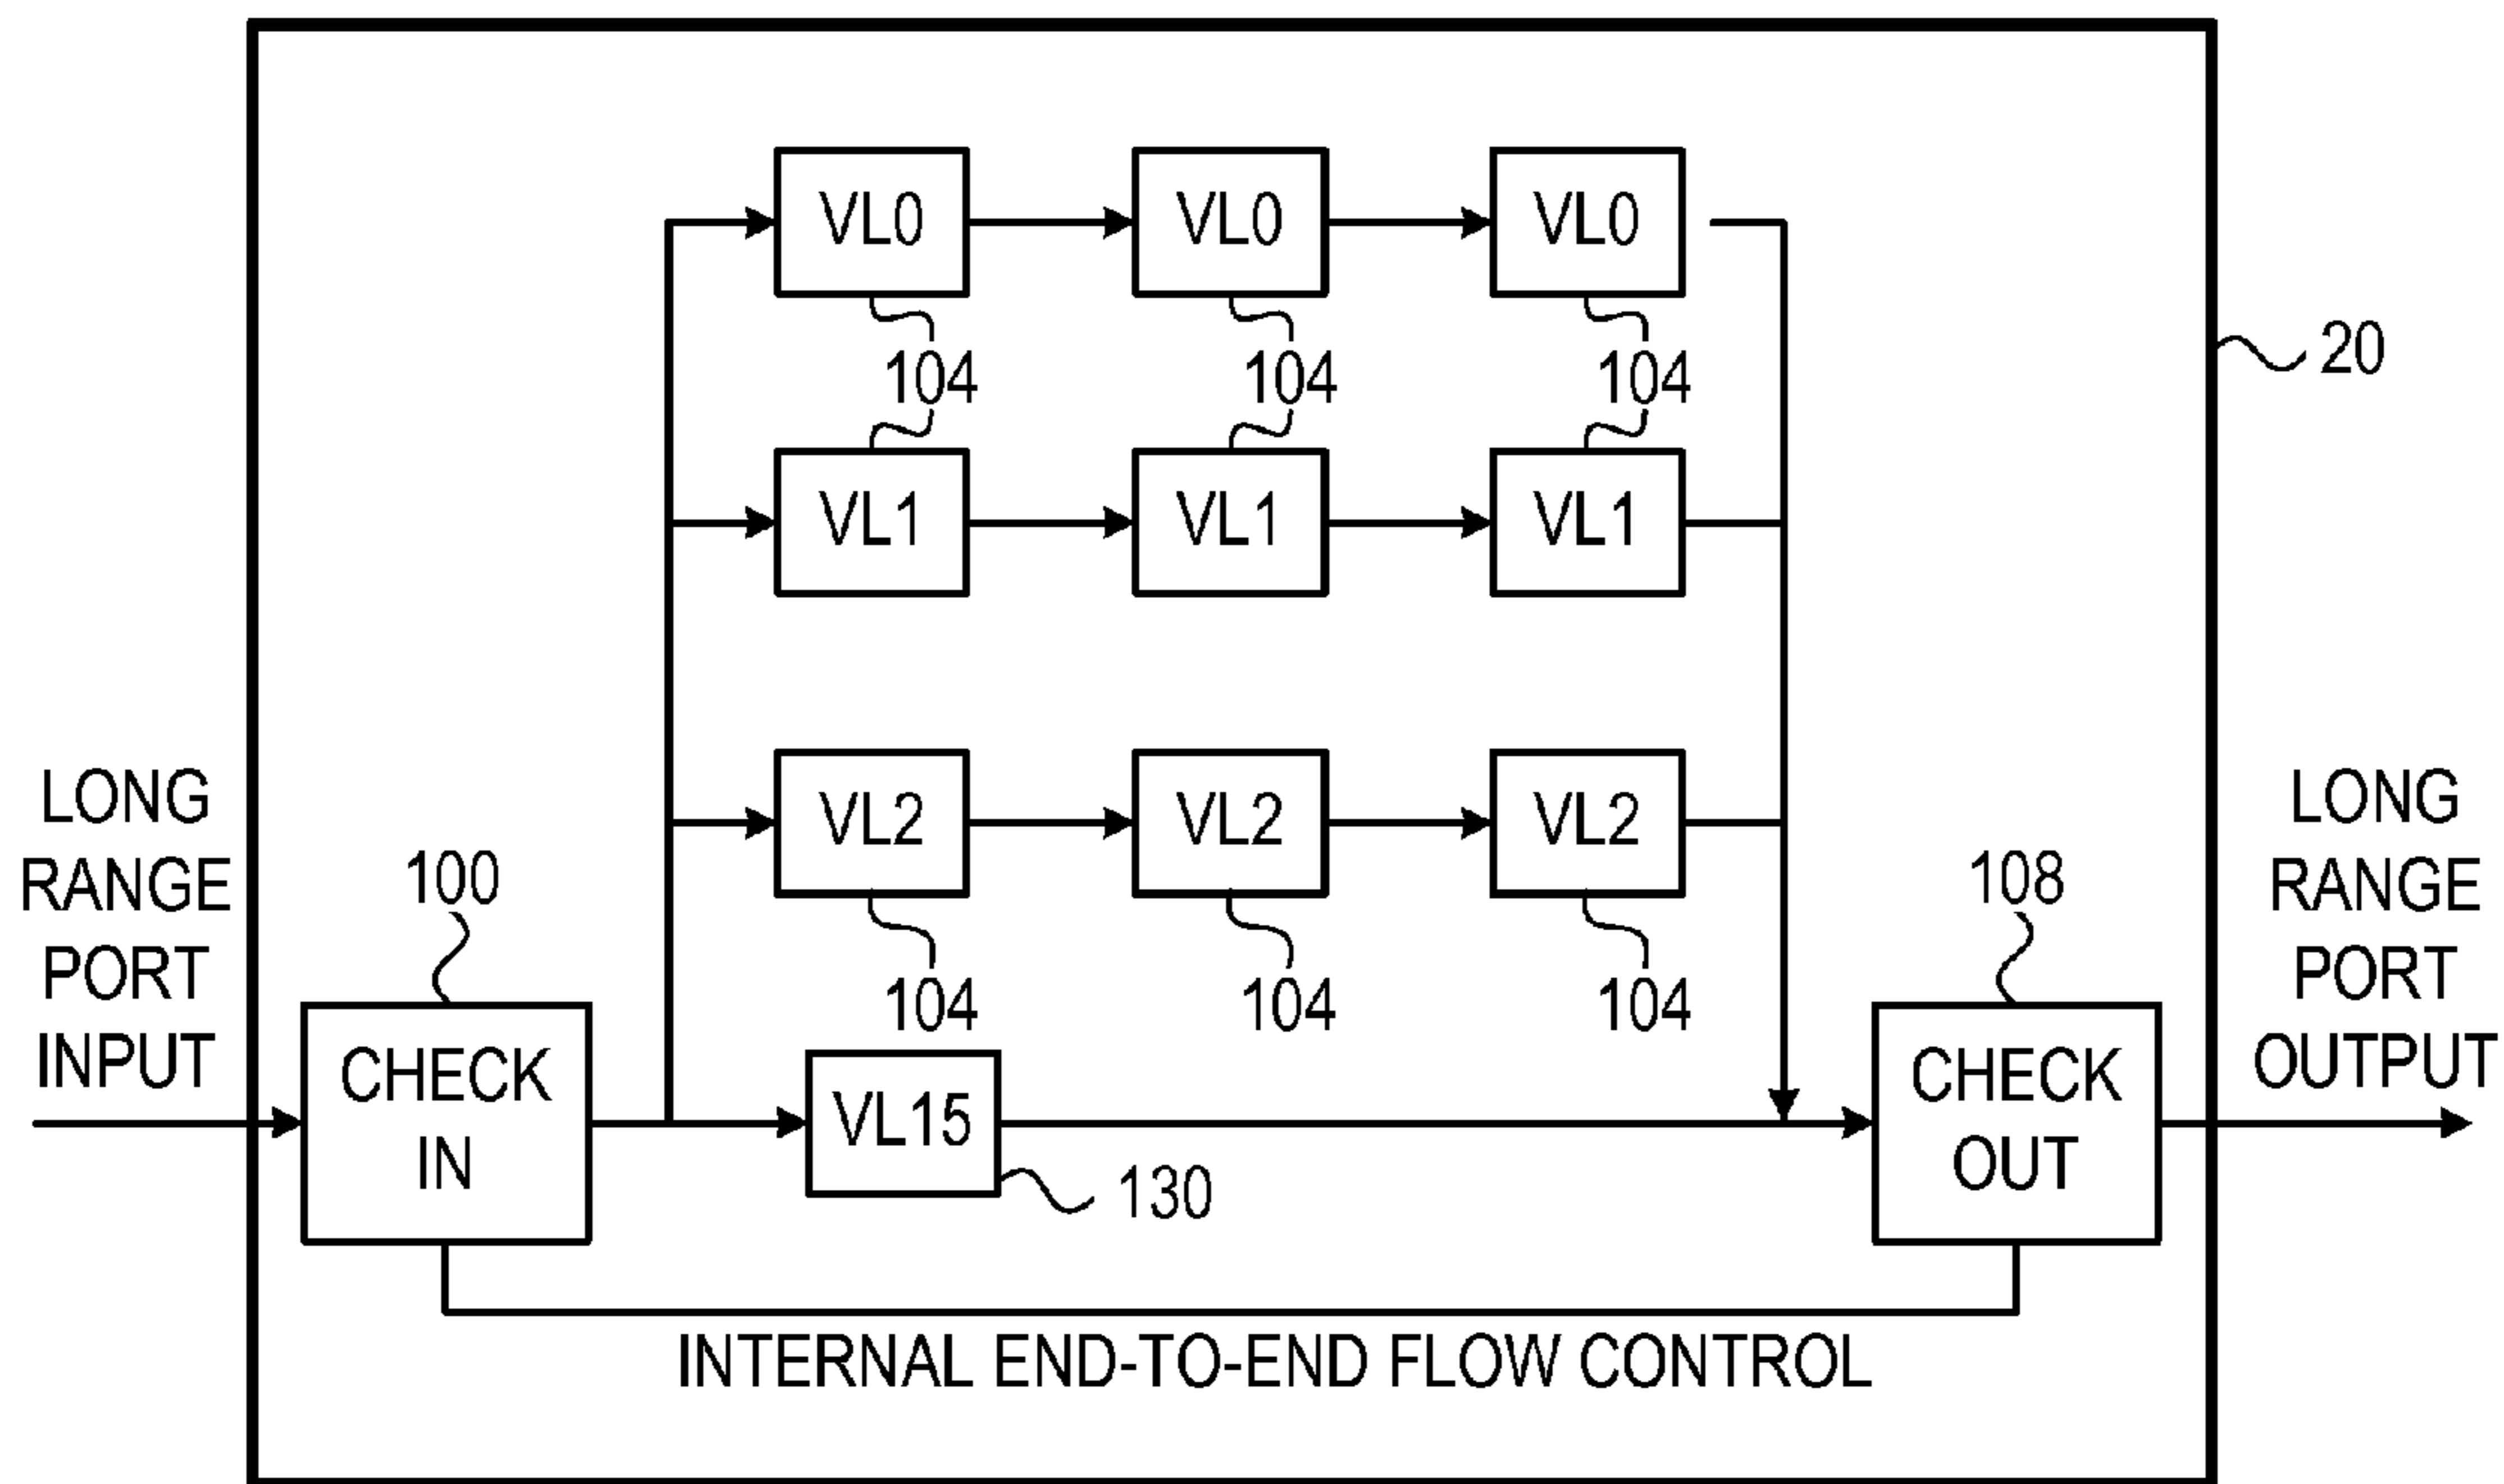 VL0 VL0 VL0
20
104 104 104
VL1 VL1 VL1
VL2 VL2 VL2
LONG
RANGE
PORT
INPUT
100
104 104 104
CHECK
IN
VL15
130
108
CHECK
OUT
LONG
RANGE
PORT
OUTPUT
INTERNAL END-TO-END FLOW CONTROL